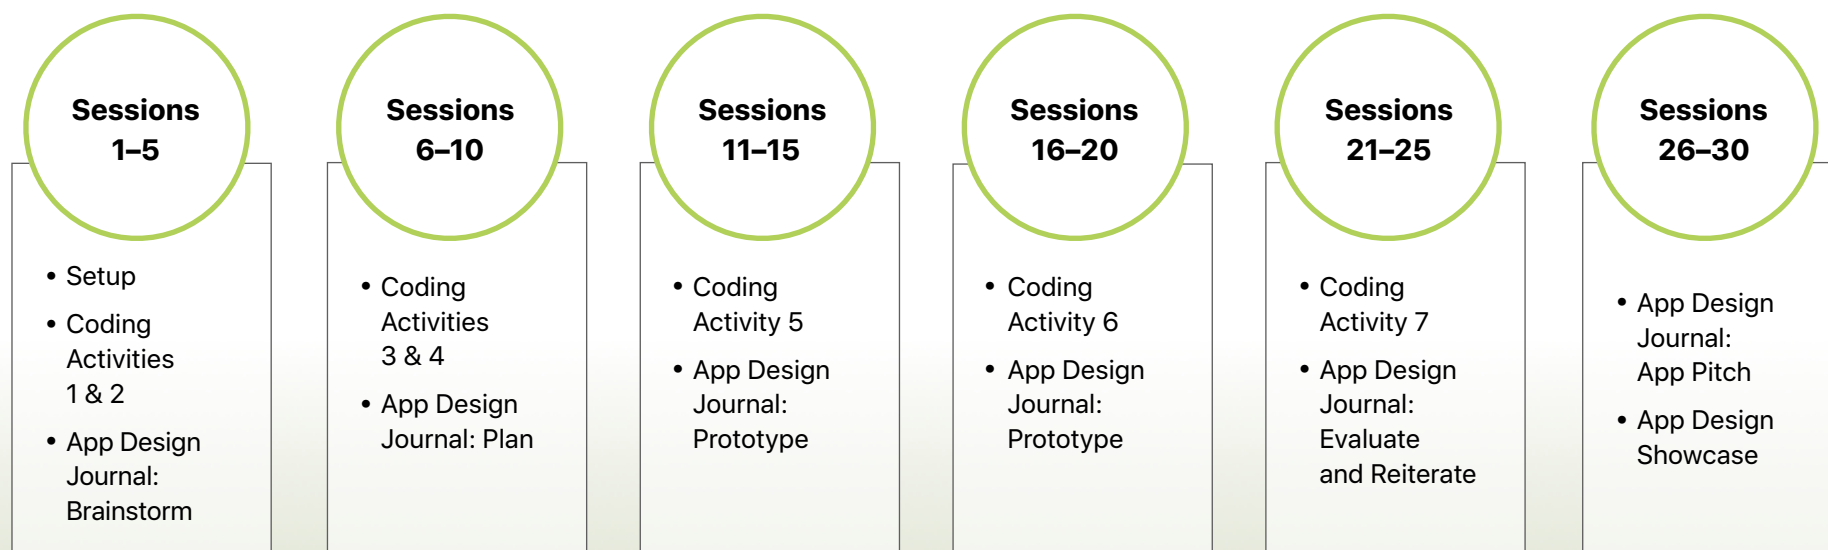 Sessions
1–5
• Setup
• Coding
Activities
1 & 2
• App Design
Journal:
Brainstorm
Sessions
6–10
• Coding
Activities
3 & 4
• App Design
Journal: Plan
Sessions
11–15
• Coding
Activity 5
• App Design
Journal:
Prototype
Sessions
16–20
• Coding
Activity 6
• App Design
Journal:
Prototype
Sessions
21–25
• Coding
Activity 7
• App Design
Journal:
Evaluate
and Reiterate
Sessions
26–30
• App Design
Journal:
App Pitch
• App Design
Showcase